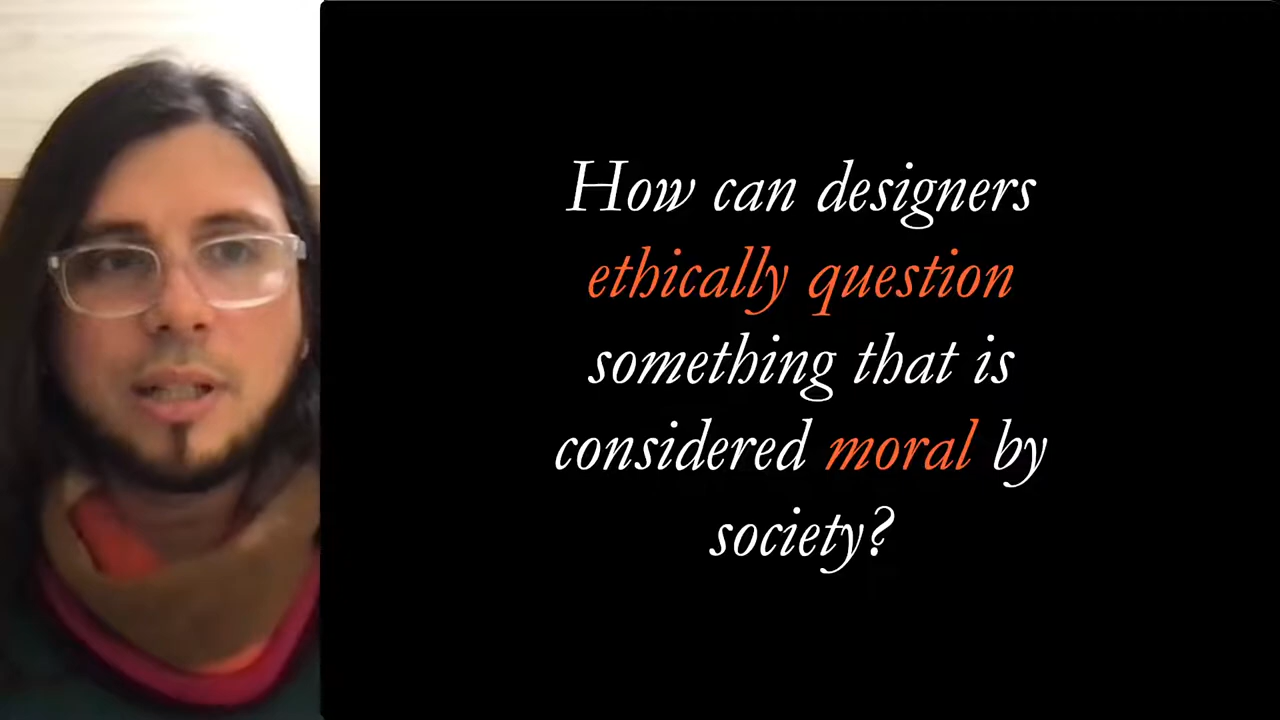 How can designers
ethically question
something that is
considered moral by
society?